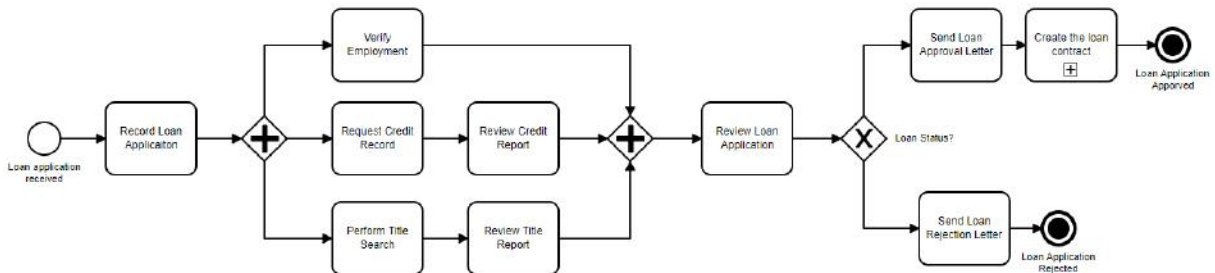 Loan application
received
Record Loan
Applicaiton
Verify
Employment
Request Credit
Record
Review Credit
Report
Perform Title
Search
Review Title
Report
Review Loan
Application
X
Loan Status?
Send Loan
Approval Letter
Create the loan
contract
Loan Application
Apporved
Send Loan
Rejection Letter
Loan Application
Rejected